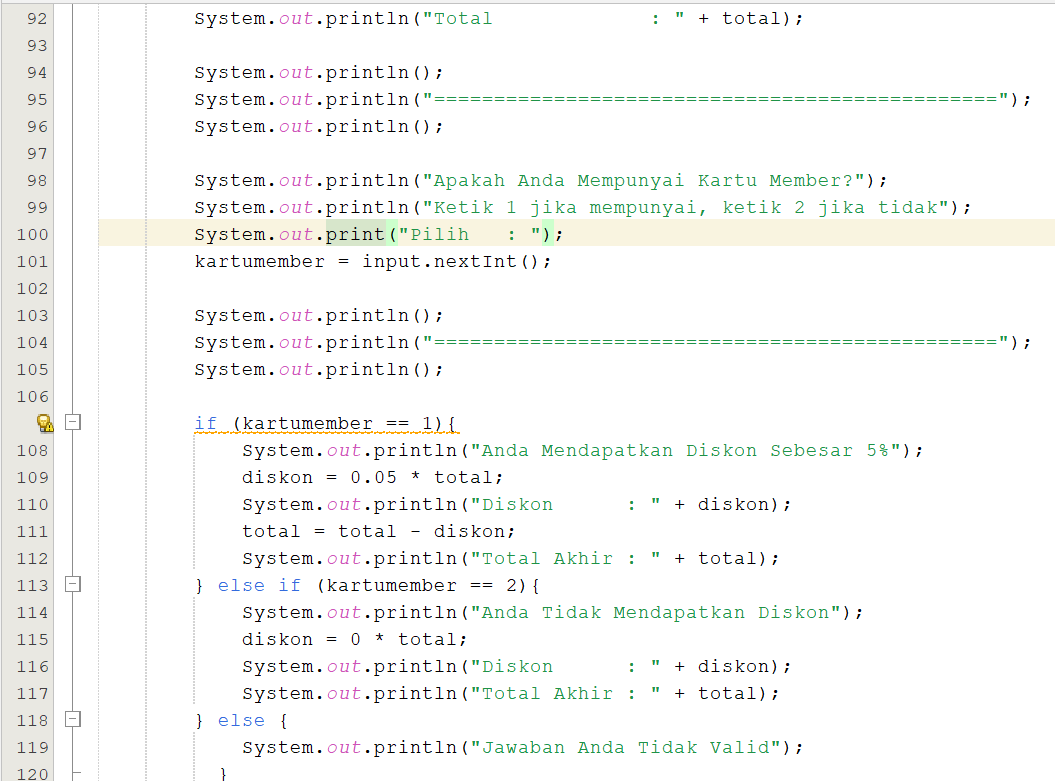 92 System.out.println("Total             : " + total);
93
94 System.out.println();
95 System.out.println("===============================================");
96 System.out.println();
97
98 System.out.println("Apakah Anda Mempunyai Kartu Member?");
99 System.out.println("Ketik 1 jika mempunyai, ketik 2 jika tidak");
100 System.out.print("Pilih   : ");
101 kartumember = input.nextInt();
102
103 System.out.println();
104 System.out.println("===============================================");
105 System.out.println();
106
if (kartumember == 1){
108     System.out.println("Anda Mendapatkan Diskon Sebesar 5%");
109     diskon = 0.05 * total;
110     System.out.println("Diskon      : " + diskon);
111     total = total - diskon;
112     System.out.println("Total Akhir : " + total);
113 } else if (kartumember == 2){
114     System.out.println("Anda Tidak Mendapatkan Diskon");
115     diskon = 0 * total;
116     System.out.println("Diskon      : " + diskon);
117     System.out.println("Total Akhir : " + total);
118 } else {
119     System.out.println("Jawaban Anda Tidak Valid");
120   }